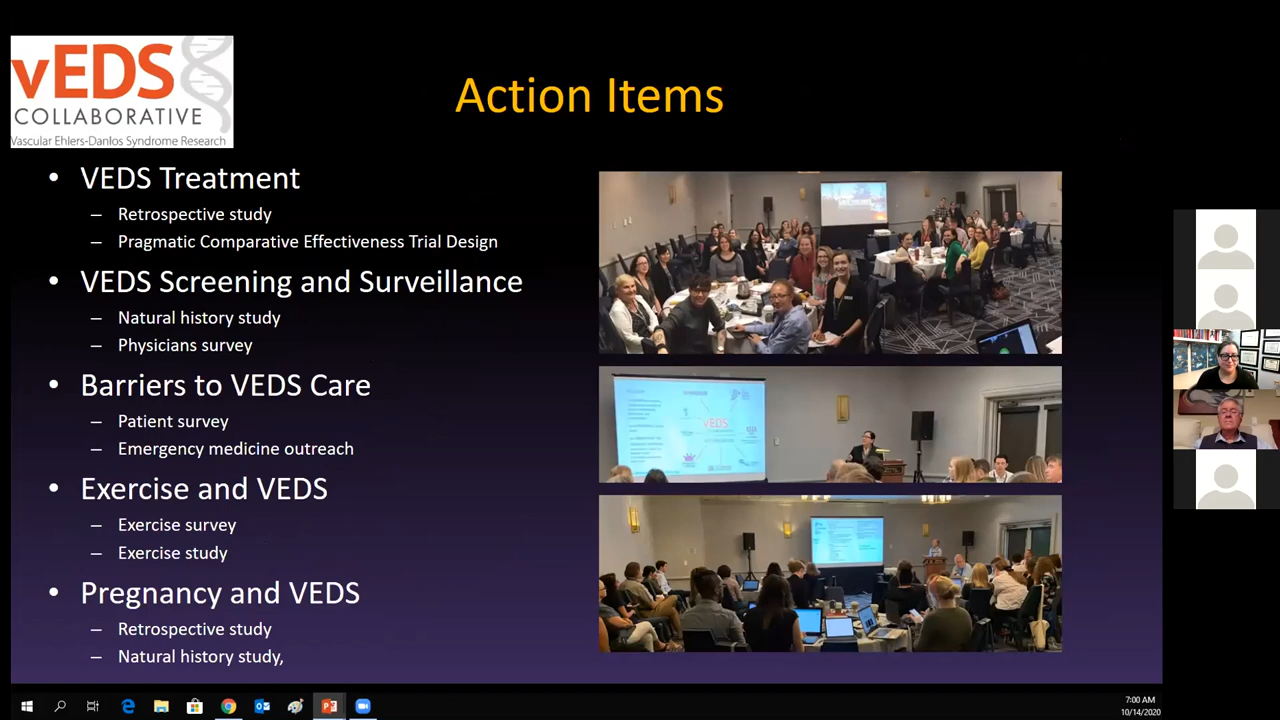 vEDS
COLLABORATIVE
Vascular Ehlers-Danlos Syndrome Research
Action Items
• VEDS Treatment
– Retrospective study
– Pragmatic Comparative Effectiveness Trial Design
• VEDS Screening and Surveillance
– Natural history study
– Physicians survey
• Barriers to VEDS Care
– Patient survey
– Emergency medicine outreach
• Exercise and VEDS
– Exercise survey
– Exercise study
• Pregnancy and VEDS
– Retrospective study
– Natural history study,
VEDS
7:00 AM
10/14/2020